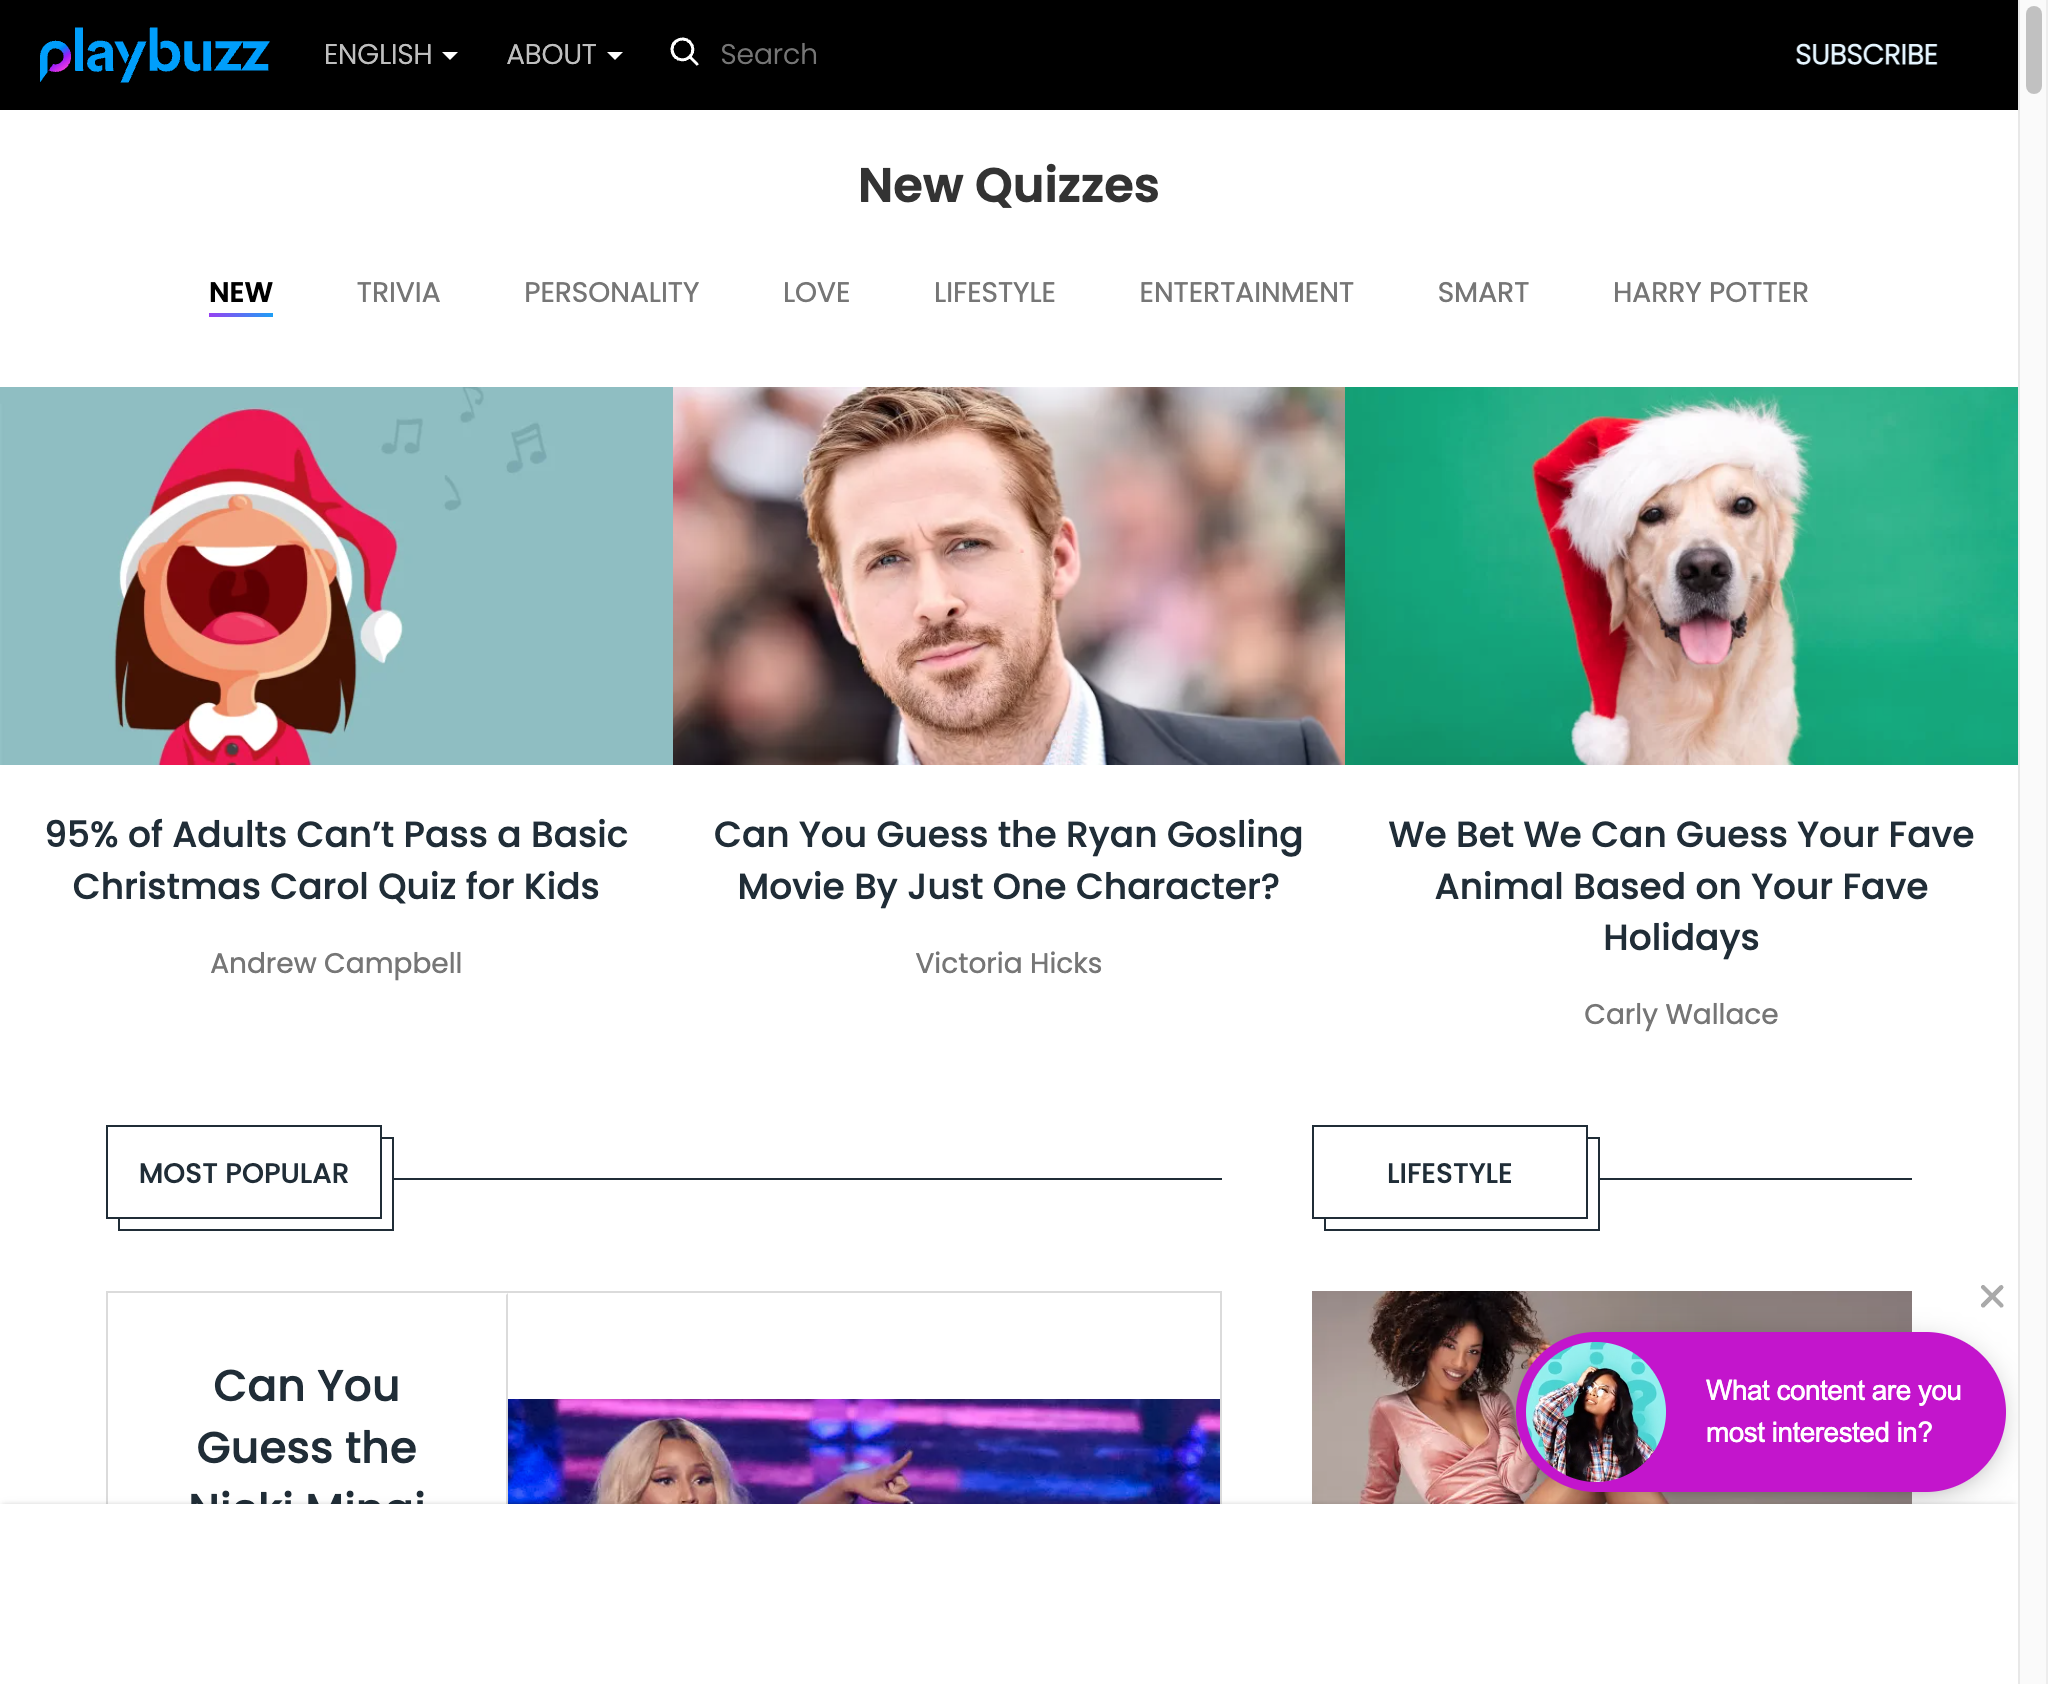 playbuzz
ENGLISH
ABOUT
Search
SUBSCRIBE
New Quizzes
NEW
TRIVIA
PERSONALITY
LOVE
LIFESTYLE
ENTERTAINMENT
SMART
HARRY POTTER
95% of Adults Can’t Pass a Basic
Christmas Carol Quiz for Kids
Andrew Campbell
Can You Guess the Ryan Gosling
Movie By Just One Character?
Victoria Hicks
We Bet We Can Guess Your Fave
Animal Based on Your Fave
Holidays
Carly Wallace
MOST POPULAR
LIFESTYLE
Can You
Guess the
Nicki Minaj
What content are you
most interested in?